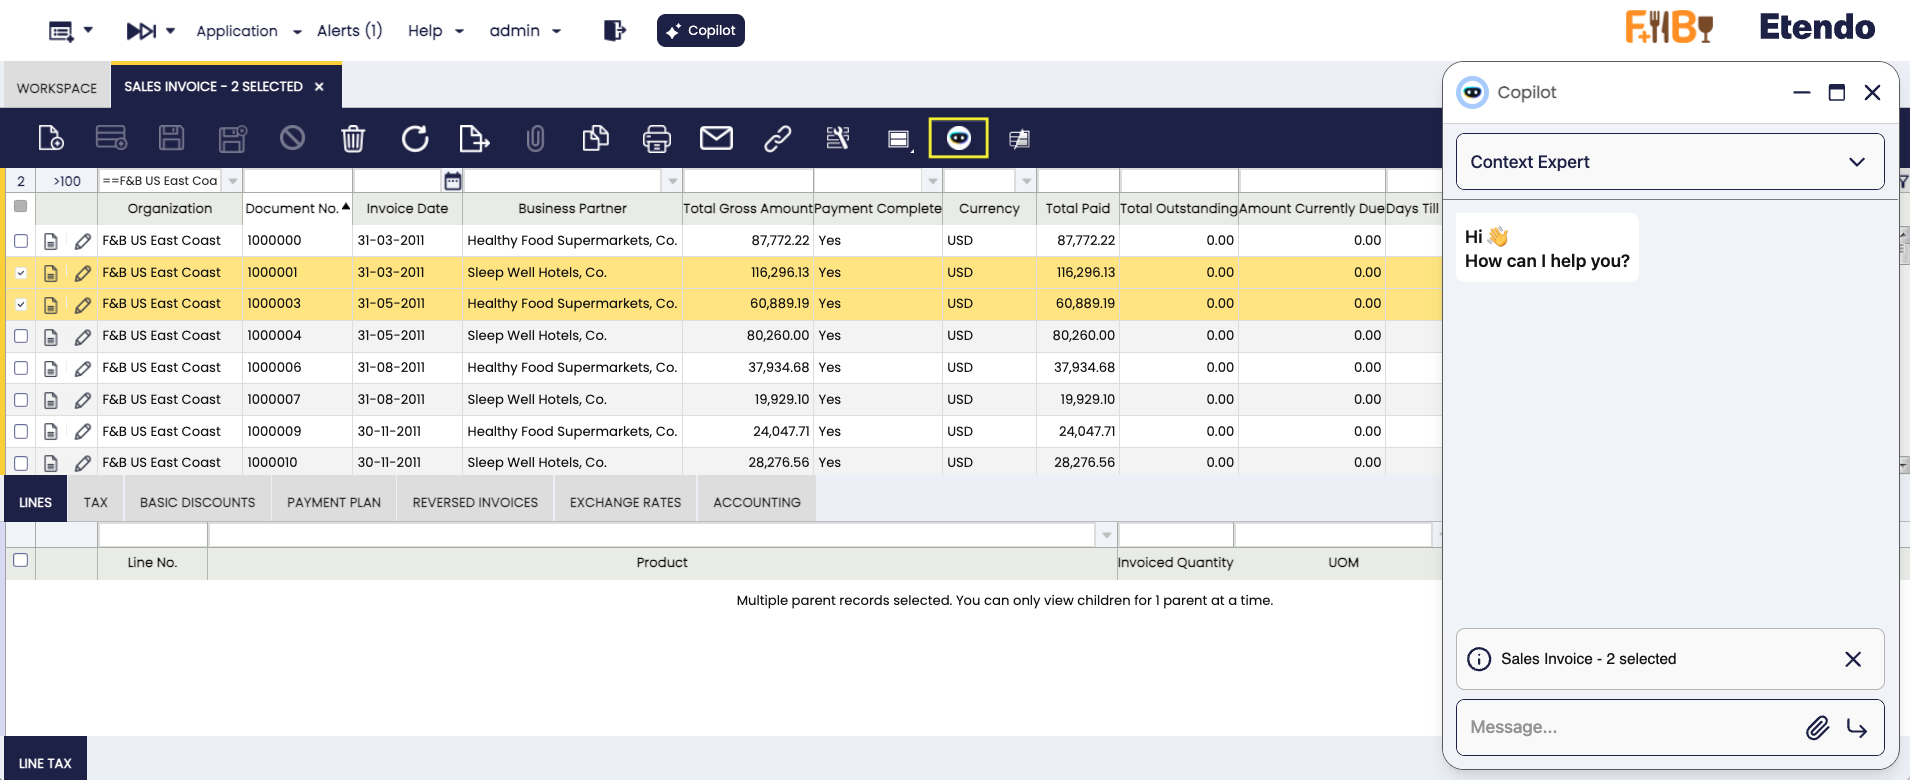 Application
Alerts (1)
Help
admin
Copilot
F&B
Etendo
WORKSPACE
SALES INVOICE - 2 SELECTED
2 >100 ==F&B US East Coa
Organization Document No. Invoice Date Business Partner Total Gross Amount Payment Complete Currency Total Paid Total Outstanding Amount Currently Due Days Till
F&B US East Coast 1000000 31-03-2011 Healthy Food Supermarkets, Co. 87,772.22 Yes USD 87,772.22 0.00 0.00
F&B US East Coast 1000001 31-03-2011 Sleep Well Hotels, Co. 116,296.13 Yes USD 116,296.13 0.00 0.00
F&B US East Coast 1000003 31-05-2011 Healthy Food Supermarkets, Co. 60,889.19 Yes USD 60,889.19 0.00 0.00
F&B US East Coast 1000004 31-05-2011 Sleep Well Hotels, Co. 80,260.00 Yes USD 80,260.00 0.00 0.00
F&B US East Coast 1000006 31-08-2011 Healthy Food Supermarkets, Co. 37,934.68 Yes USD 37,934.68 0.00 0.00
F&B US East Coast 1000007 31-08-2011 Sleep Well Hotels, Co. 19,929.10 Yes USD 19,929.10 0.00 0.00
F&B US East Coast 1000009 30-11-2011 Healthy Food Supermarkets, Co. 24,047.71 Yes USD 24,047.71 0.00 0.00
F&B US East Coast 1000010 30-11-2011 Sleep Well Hotels, Co. 28,276.56 Yes USD 28,276.56 0.00 0.00
LINES TAX BASIC DISCOUNTS PAYMENT PLAN REVERSED INVOICES EXCHANGE RATES ACCOUNTING
Line No. Product Invoiced Quantity UOM
Multiple parent records selected. You can only view children for 1 parent at a time.
LINE TAX
Copilot
Context Expert
Hi 👋
How can I help you?
Sales Invoice - 2 selected
Message...